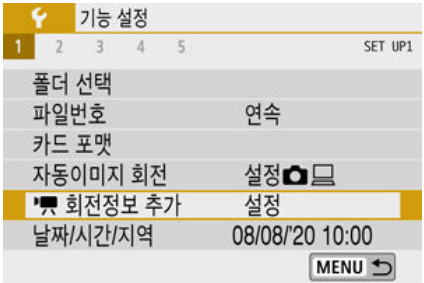 기능 설정
1 2 3 4 5 SET UP1
폴더 선택
파일번호 연속
카드 포맷
자동이미지 회전 설정
회전정보 추가 설정
날짜/시간/지역 08/08/'20 10:00
MENU